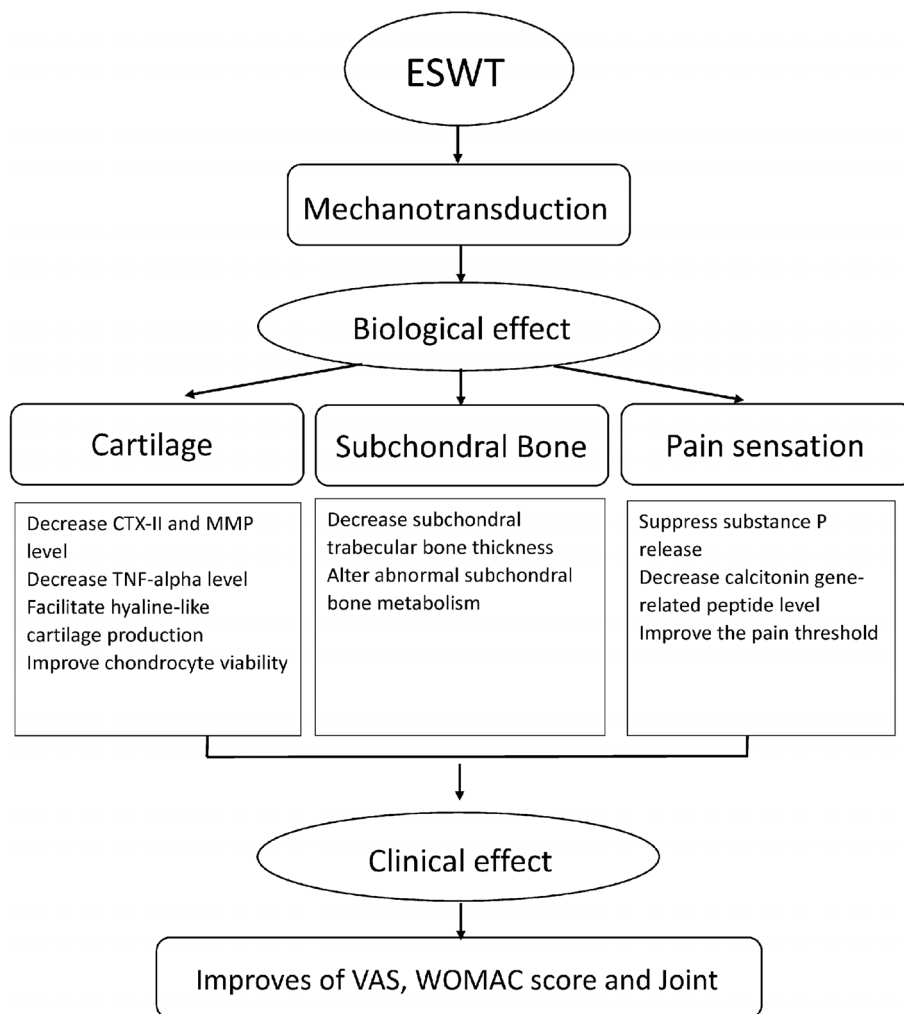 ESWT
Mechanotransduction
Biological effect
Cartilage
Subchondral Bone
Pain sensation
Decrease CTX-II and MMP
level
Decrease TNF-alpha level
Facilitate hyaline-like
cartilage production
Improve chondrocyte viability
Decrease subchondral
trabecular bone thickness
Alter abnormal subchondral
bone metabolism
Suppress substance P
release
Decrease calcitonin gene-
related peptide level
Improve the pain threshold
Clinical effect
Improves of VAS, WOMAC score and Joint